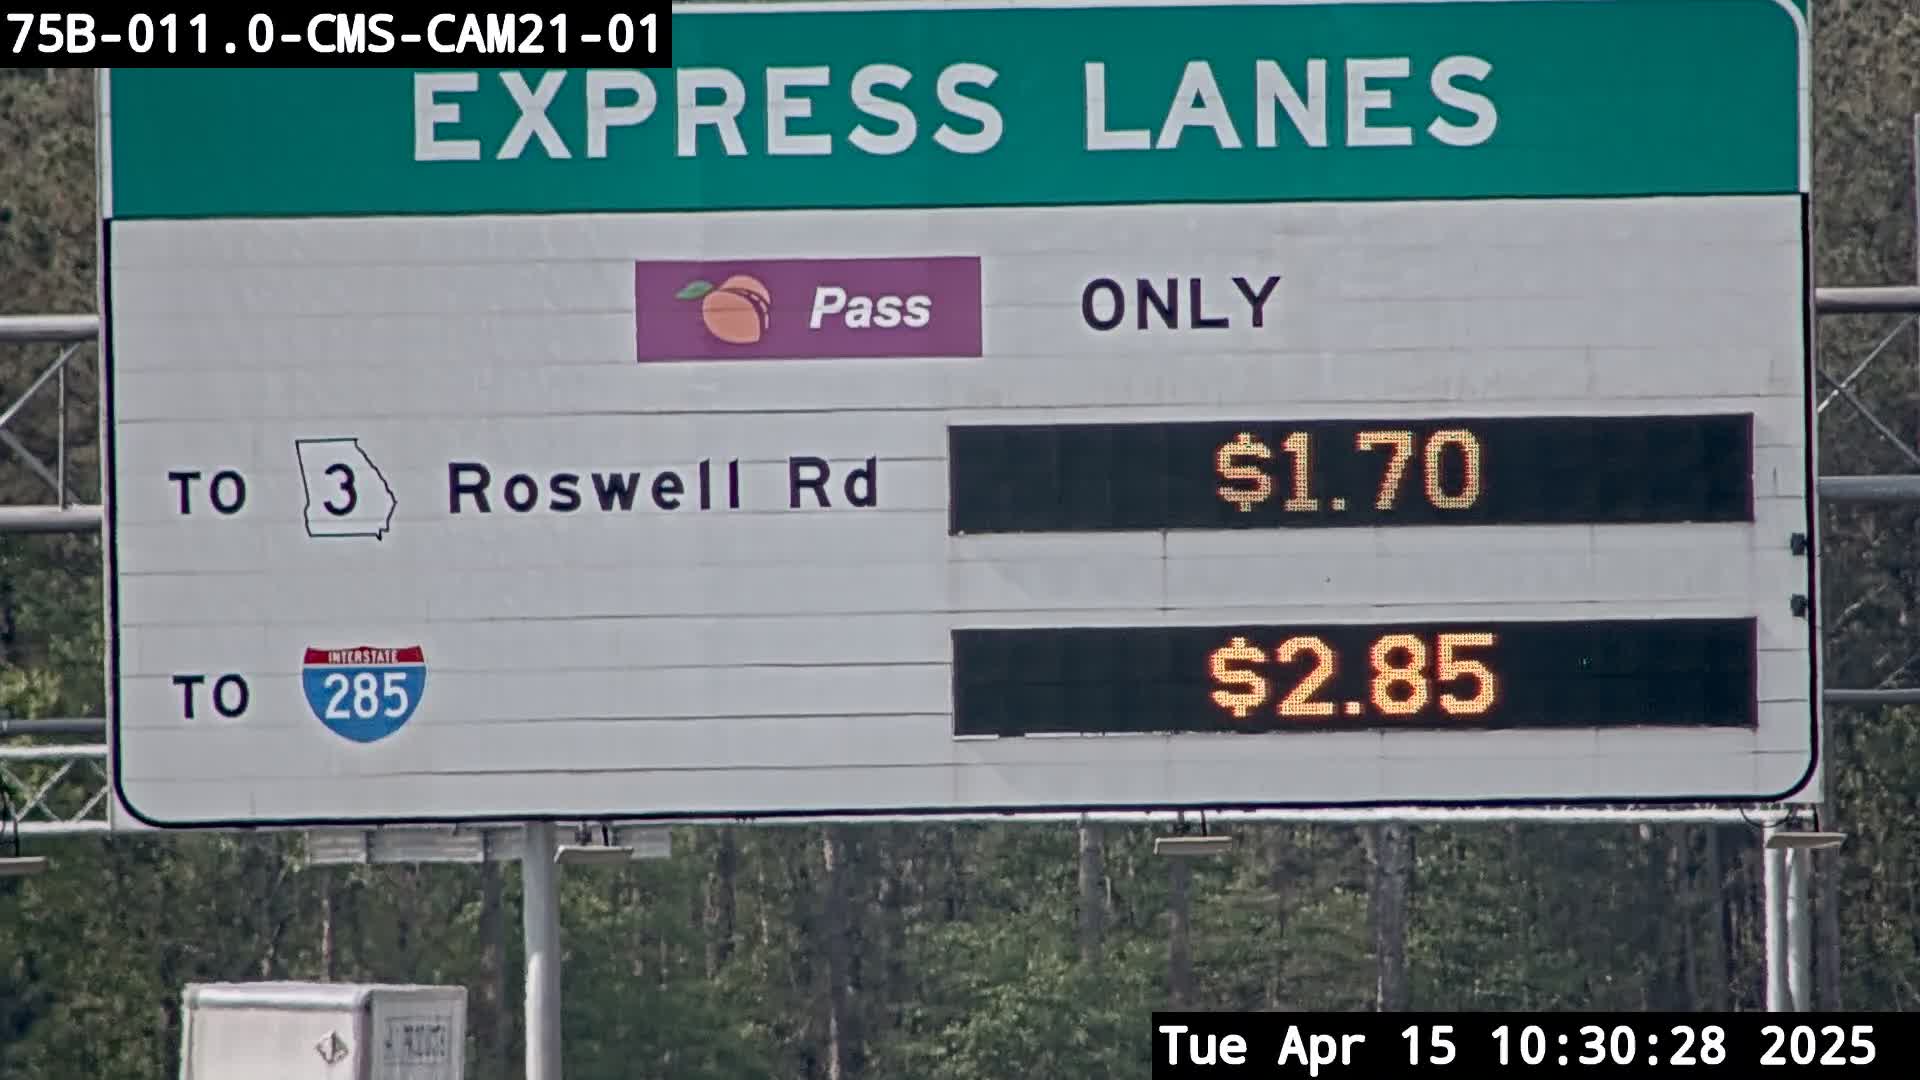 75B-011.0-CMS-CAM21-01
EXPRESS LANES
Pass ONLY
TO 3 Roswell Rd $1.70
INTERSTATE
TO 285 $2.85
Tue Apr 15 10:30:28 2025